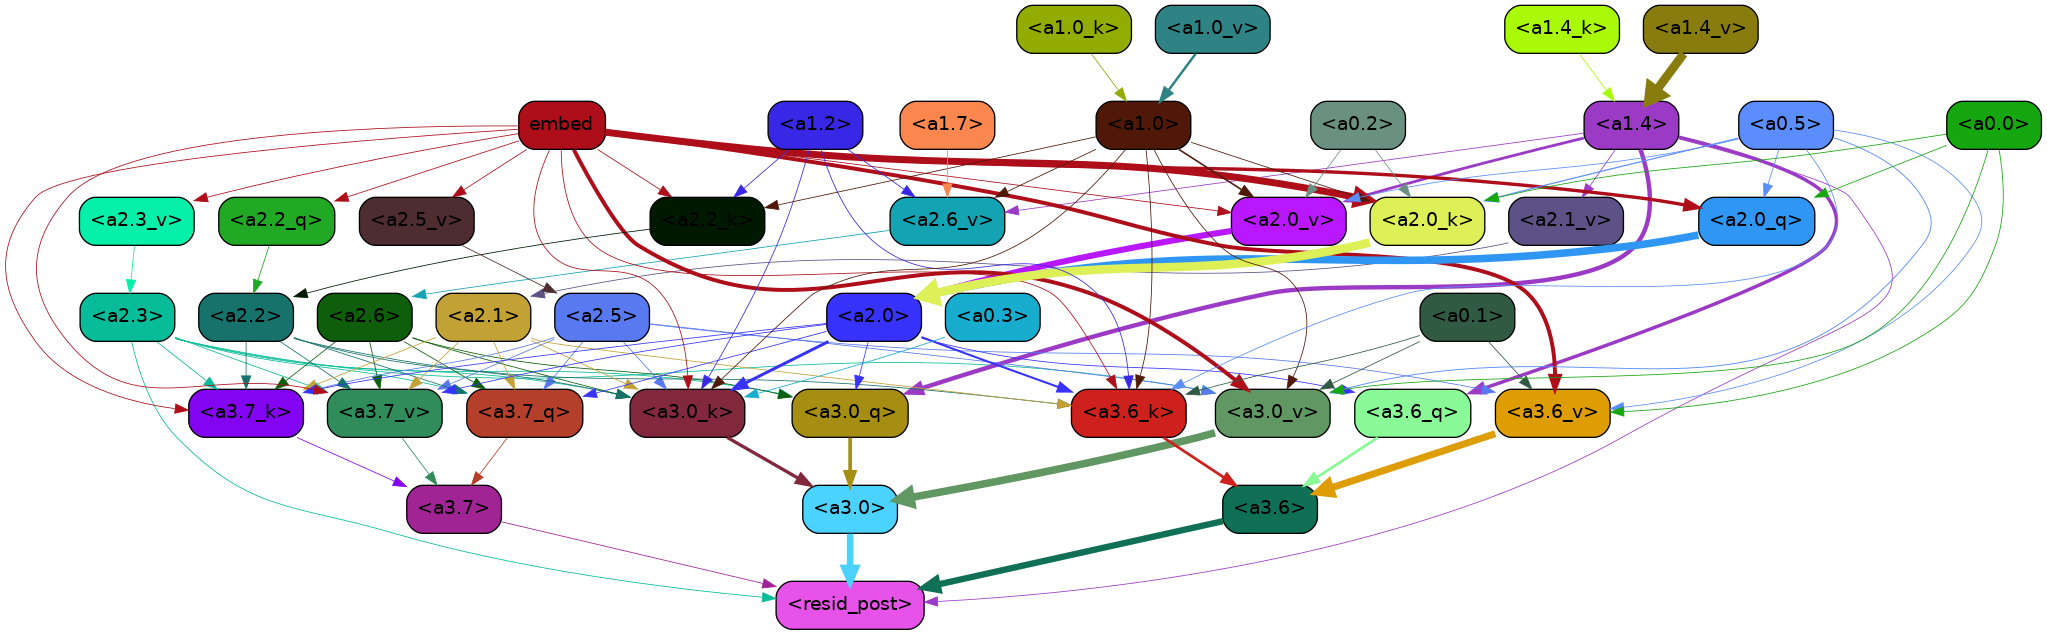 <a1.0_k> <a1.0_v> <a1.4_k> <a1.4_v>
embed <a1.2> <a1.7> <a1.0> <a0.2> <a1.4> <a0.5> <a0.0>
<a2.3_v> <a2.2_q> <a2.5_v> <a2.2_k> <a2.6_v> <a2.0_v> <a2.0_k> <a2.1_v> <a2.0_q>
<a2.3> <a2.2> <a2.6> <a2.1> <a2.5> <a2.0> <a0.3> <a0.1>
<a3.7_k> <a3.7_v> <a3.7_q> <a3.0_k> <a3.0_q> <a3.6_k> <a3.0_v> <a3.6_q> <a3.6_v>
<a3.7> <a3.0> <a3.6>
<resid_post>